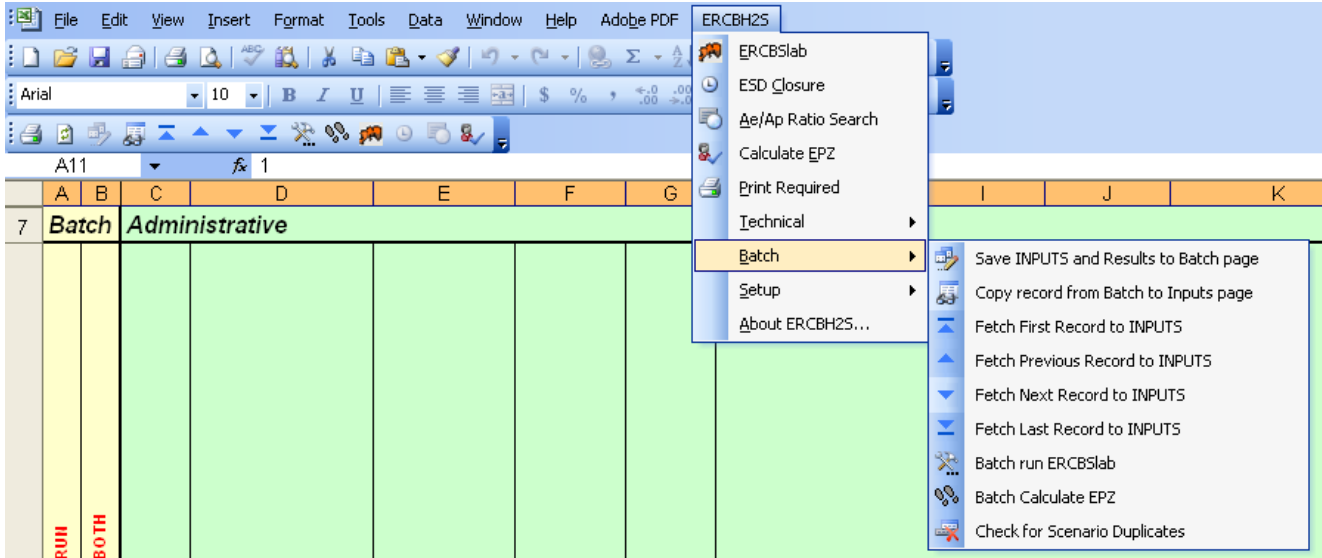 File Edit View Insert Format Tools Data Window Help Adobe PDF ERCBH2S
ERCBSlab
ESD Closure
Ae/Ap Ratio Search
Calculate EPZ
Print Required
Technical
Batch
Setup
About ERCBH2S...
Save INPUTS and Results to Batch page
Copy record from Batch to Inputs page
Fetch First Record to INPUTS
Fetch Previous Record to INPUTS
Fetch Next Record to INPUTS
Fetch Last Record to INPUTS
Batch run ERCBSlab
Batch Calculate EPZ
Check for Scenario Duplicates
Arial 10 B I U $ % ,
A11 fx 1
A B C D E F G I J K
7 Batch Administrative
RUN
BOTH